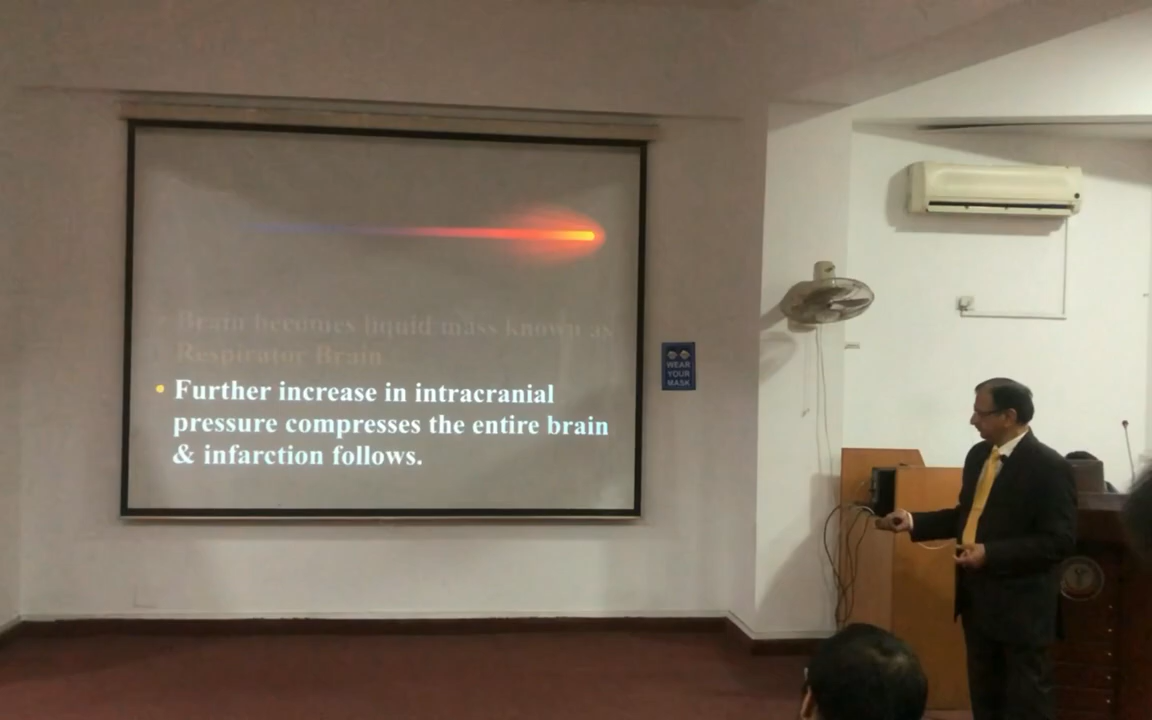 Brain becomes liquid mass known as
Respirator Brain
• Further increase in intracranial
pressure compresses the entire brain
& infarction follows.
WEAR
YOUR
MASK